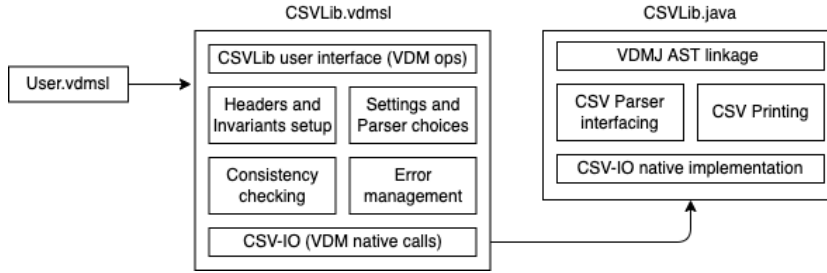 CSVLib.vdmsl
CSVLib.java
User.vdmsl
CSVLib user interface (VDM ops)
Headers and
Invariants setup
Settings and
Parser choices
Consistency
checking
Error
management
CSV-IO (VDM native calls)
VDMJ AST linkage
CSV Parser
interfacing
CSV Printing
CSV-IO native implementation